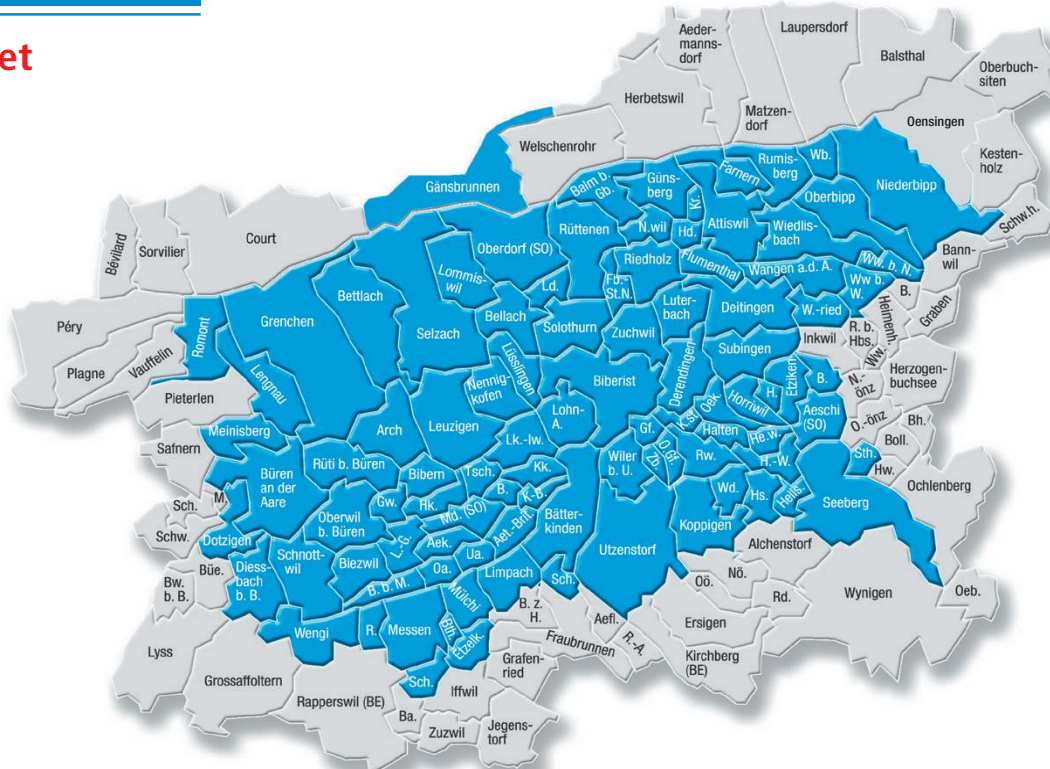 et
Aeder-
manns-
dorf
Laupersdorf
Balsthal
Oberbuch-
siten
Herbetswil
Matzen-
dorf
Oensingen
Welschenrohr
Kesten-
holz
Gänsbrunnen
Balm b.
Gb.
Güns-
berg
Kr.
Farnern
Rumis-
berg
Wb.
Oberbipp
Niederbipp
Schw.h.
Bévilard
Sorvilier
Court
Oberdorf (SO)
Rüttenen
N.wil
Hd.
Attiswil
Wiedlis-
bach
Bann-
wil
Lommis-
wil
Ld.
Fb.-
St.N.
Riedholz
Flumenthal
Wangen a.d. A.
Ww. b. N.
Ww b.
W.
B.
Graben
Bettlach
Selzach
Bellach
Solothurn
Zuchwil
Luter-
bach
Deitingen
W.-ried
Heimenh.
Péry
Plagne
Vauffelin
Romont
Grenchen
Lengnau
Subingen
Inkwil
R. b.
Hbs.
Ww.
Herzogen-
buchsee
Pieterlen
Nennig-
kofen
Lüsslingen
Biberist
Derendingen
Etziken
H.
B.
N.-
önz
Meinisberg
Arch
Leuzigen
Lohn-
A.
Gf.
K.st.
Oek.
Horriwil
Aeschi
(SO)
O.-önz
Bh.
Safnern
Büren
an der
Aare
Rüti b. Büren
Bibern
Tsch.
Lk.-Iw.
Kk.
Wiler
b. U.
O.Gf.
Zb.
Halten
He.w.
Rw.
H.-W.
Sth.
Boll.
Hw.
Ochlenberg
Sch.
M.
Oberwil
b. Büren
Gw.
Hk.
B.
K-B.
Md. (SO)
Aet.-Brit.
Bätter-
kinden
Wd.
Hs.
Hells.
Seeberg
Schw.
Dotzigen
Schnott-
wil
Biezwil
L.-G.
Aek.
Ua.
Oa.
Utzenstorf
Koppigen
Alchenstorf
Büe.
Diess-
bach
b. B.
B. b. M.
Mülchi
Limpach
Sch.
Oö.
Nö.
Rd.
Wynigen
Oeb.
Bw.
b. B.
Wengi
R.
Messen
Bth.
Etzelk.
B. z.
H.
Aefl.
R.-A.
Ersigen
Lyss
Fraubrunnen
Kirchberg
(BE)
Grossaffoltern
Sch.
Grafen-
ried
Rapperswil (BE)
Iffwil
Ba.
Zuzwil
Jegens-
torf